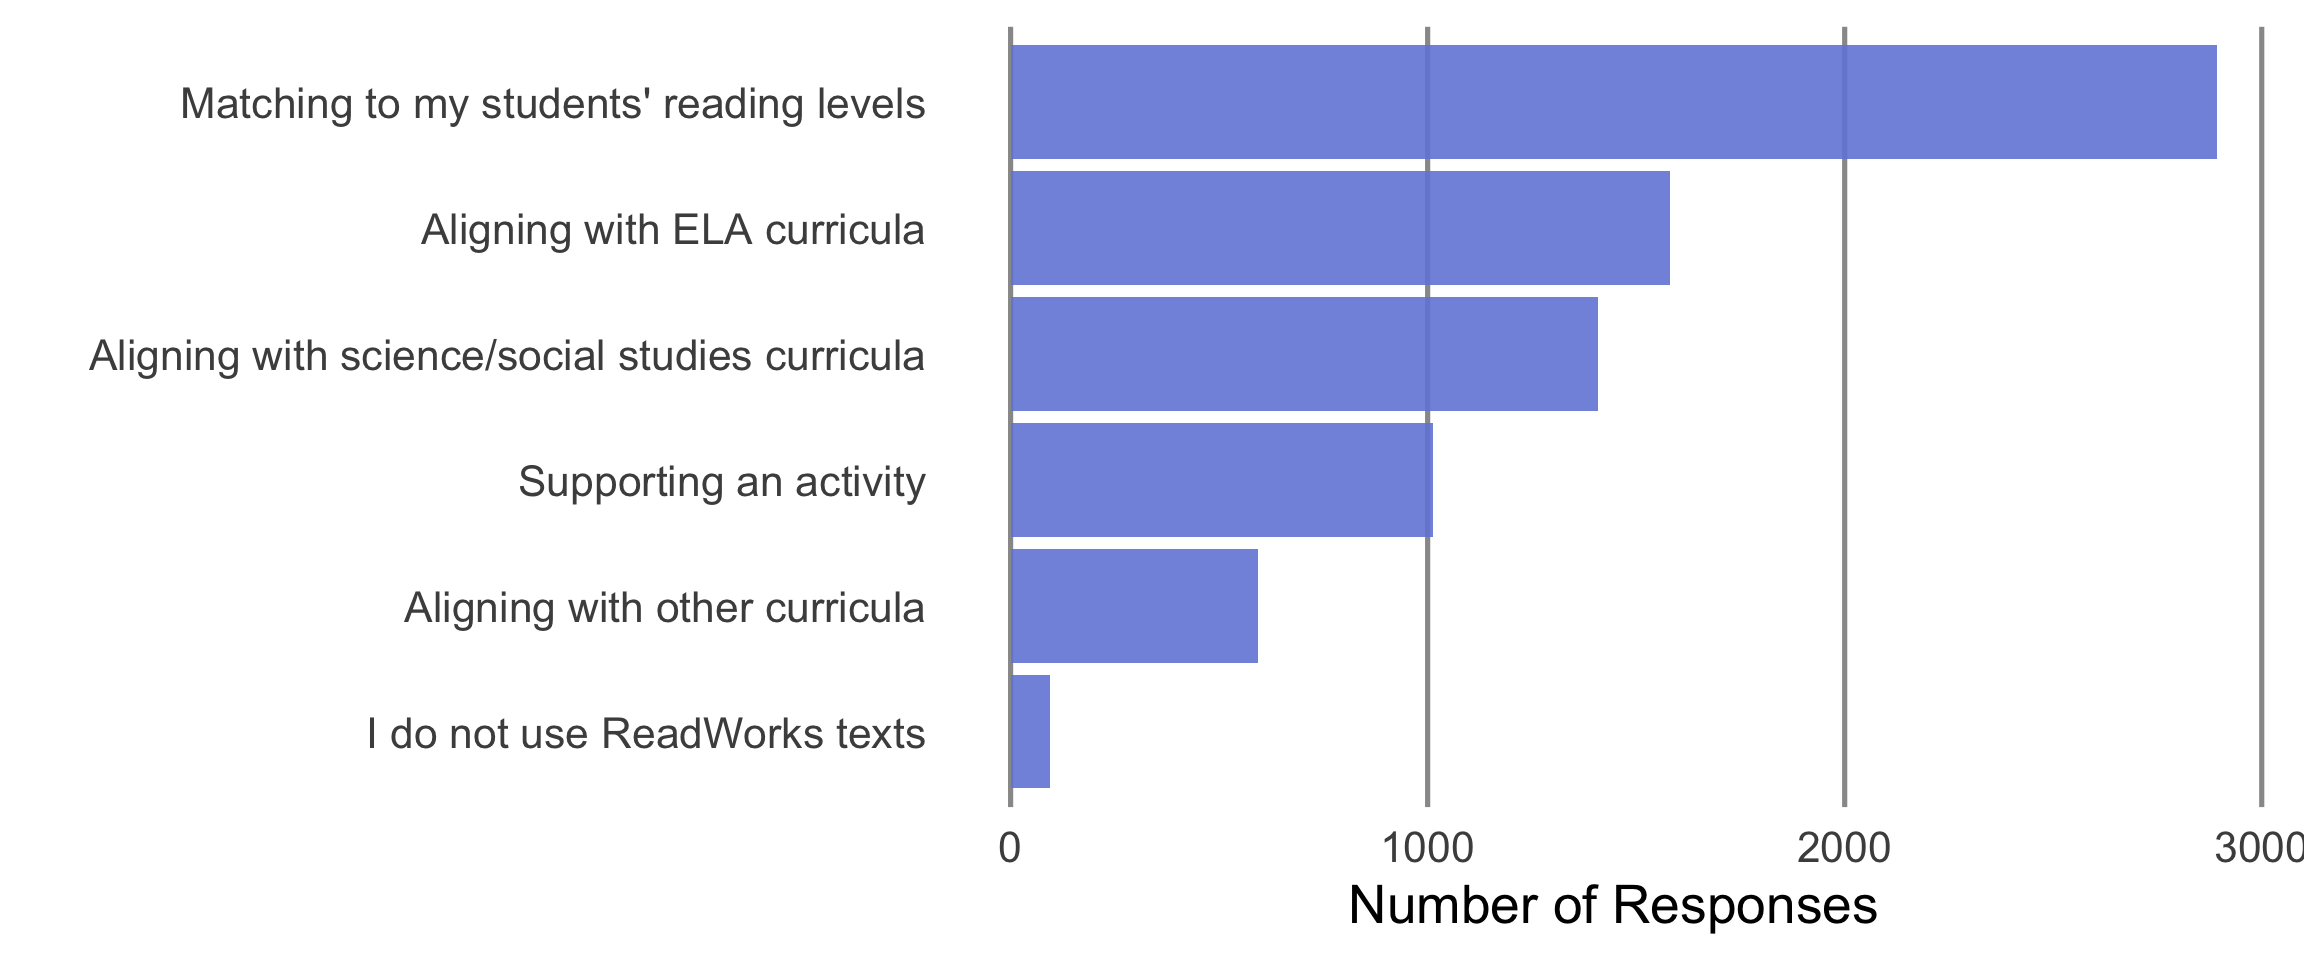 Matching to my students' reading levels
Aligning with ELA curricula
Aligning with science/social studies curricula
Supporting an activity
Aligning with other curricula
I do not use ReadWorks texts
0 1000 2000 3000
Number of Responses